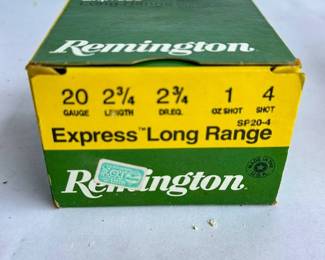 Remington
20 2¾ 2¾ 1 4
GAUGE LENGTH DR.EQ. OZ SHOT SHOT
SP20-4
Express™ Long Range
Remington